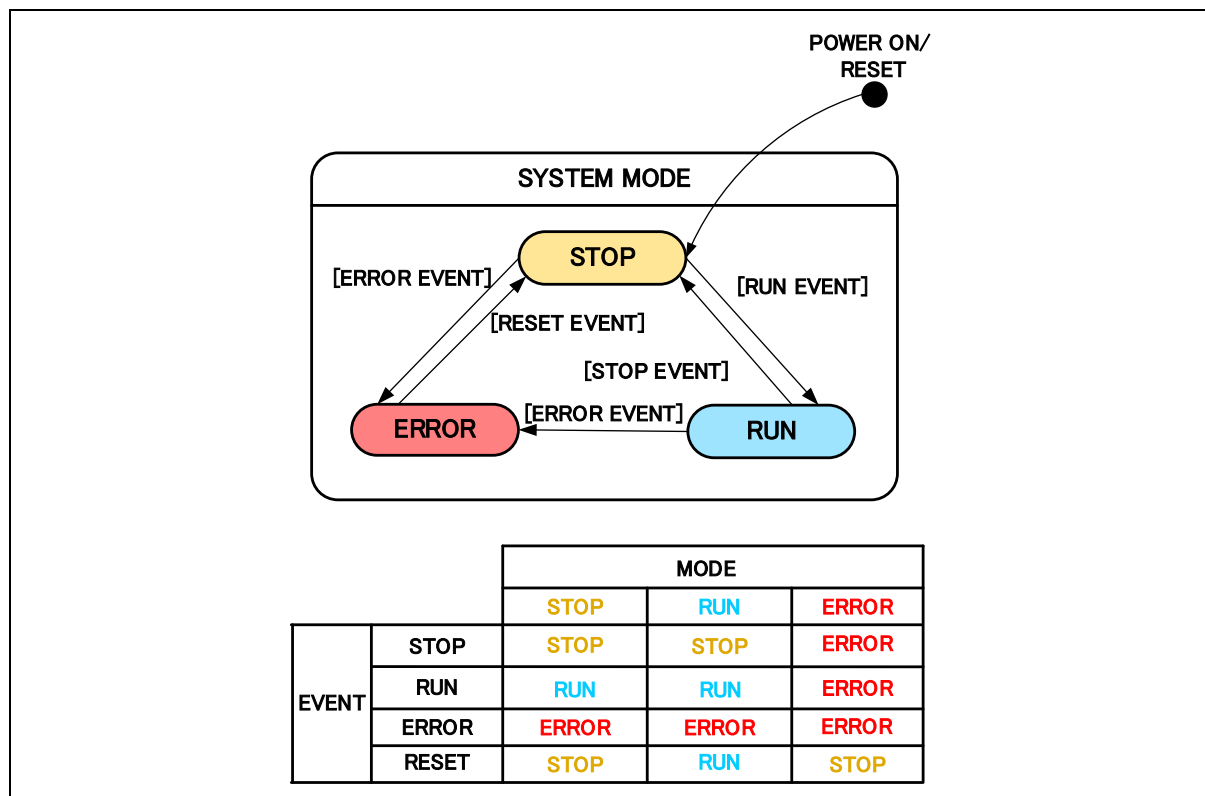 POWER ON/
RESET
SYSTEM MODE
STOP
[ERROR EVENT]
[RUN EVENT]
[RESET EVENT]
[STOP EVENT]
[ERROR EVENT]
ERROR
RUN
MODE
STOP RUN ERROR
STOP STOP STOP ERROR
RUN RUN RUN ERROR
EVENT
ERROR ERROR ERROR ERROR
RESET STOP RUN STOP